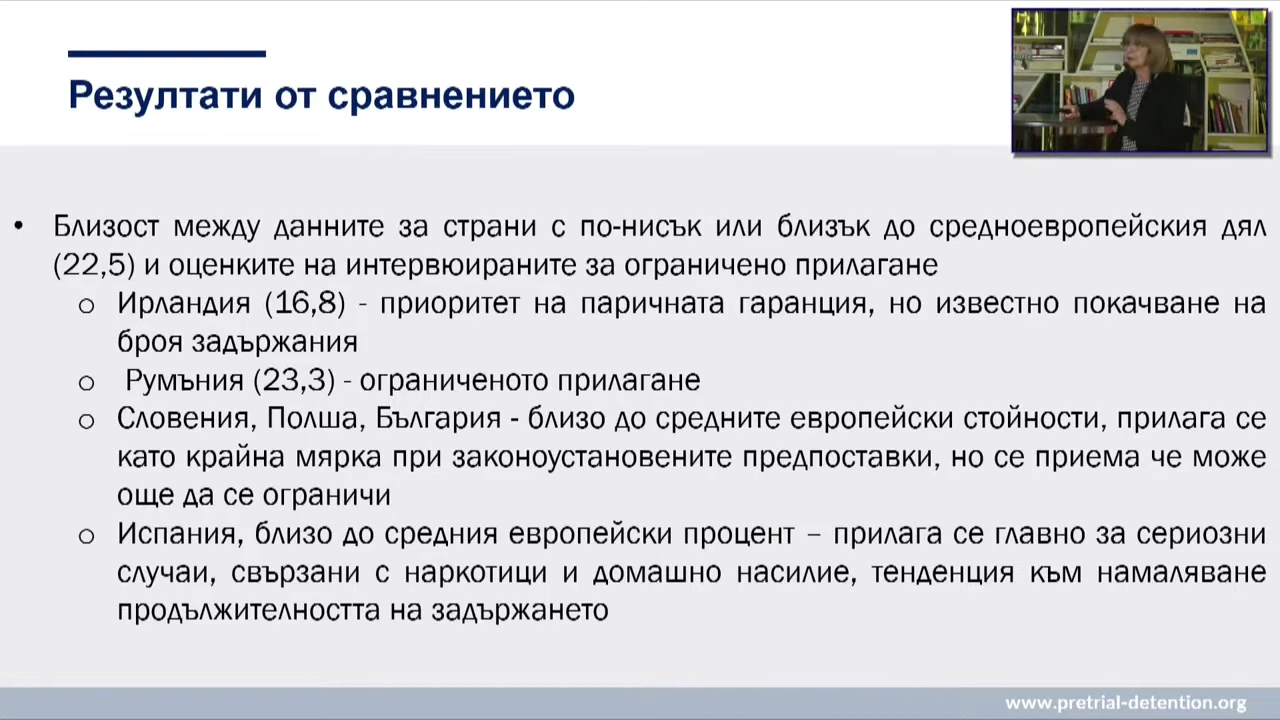 Резултати от сравнението
• Близост между данните за страни с по-нисък или близък до средноевропейския дял
(22,5) и оценките на интервюираните за ограничено прилагане
o Ирландия (16,8) - приоритет на паричната гаранция, но известно покачване на
броя задържания
o Румъния (23,3) - ограниченото прилагане
o Словения, Полша, България - близо до средните европейски стойности, прилага се
като крайна мярка при законоустановените предпоставки, но се приема че може
още да се ограничи
o Испания, близо до средния европейски процент – прилага се главно за сериозни
случаи, свързани с наркотици и домашно насилие, тенденция към намаляване
продължителността на задържането
www.pretrial-detention.org